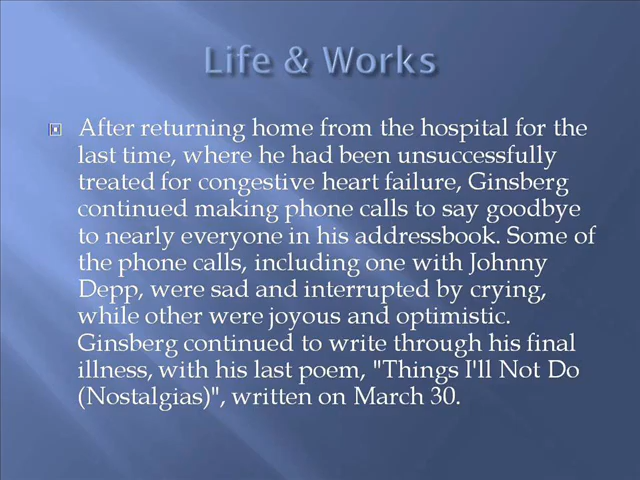 Life & Works
After returning home from the hospital for the
last time, where he had been unsuccessfully
treated for congestive heart failure, Ginsberg
continued making phone calls to say goodbye
to nearly everyone in his addressbook. Some of
the phone calls, including one with Johnny
Depp, were sad and interrupted by crying,
while other were joyous and optimistic.
Ginsberg continued to write through his final
illness, with his last poem, "Things I'll Not Do
(Nostalgias)", written on March 30.